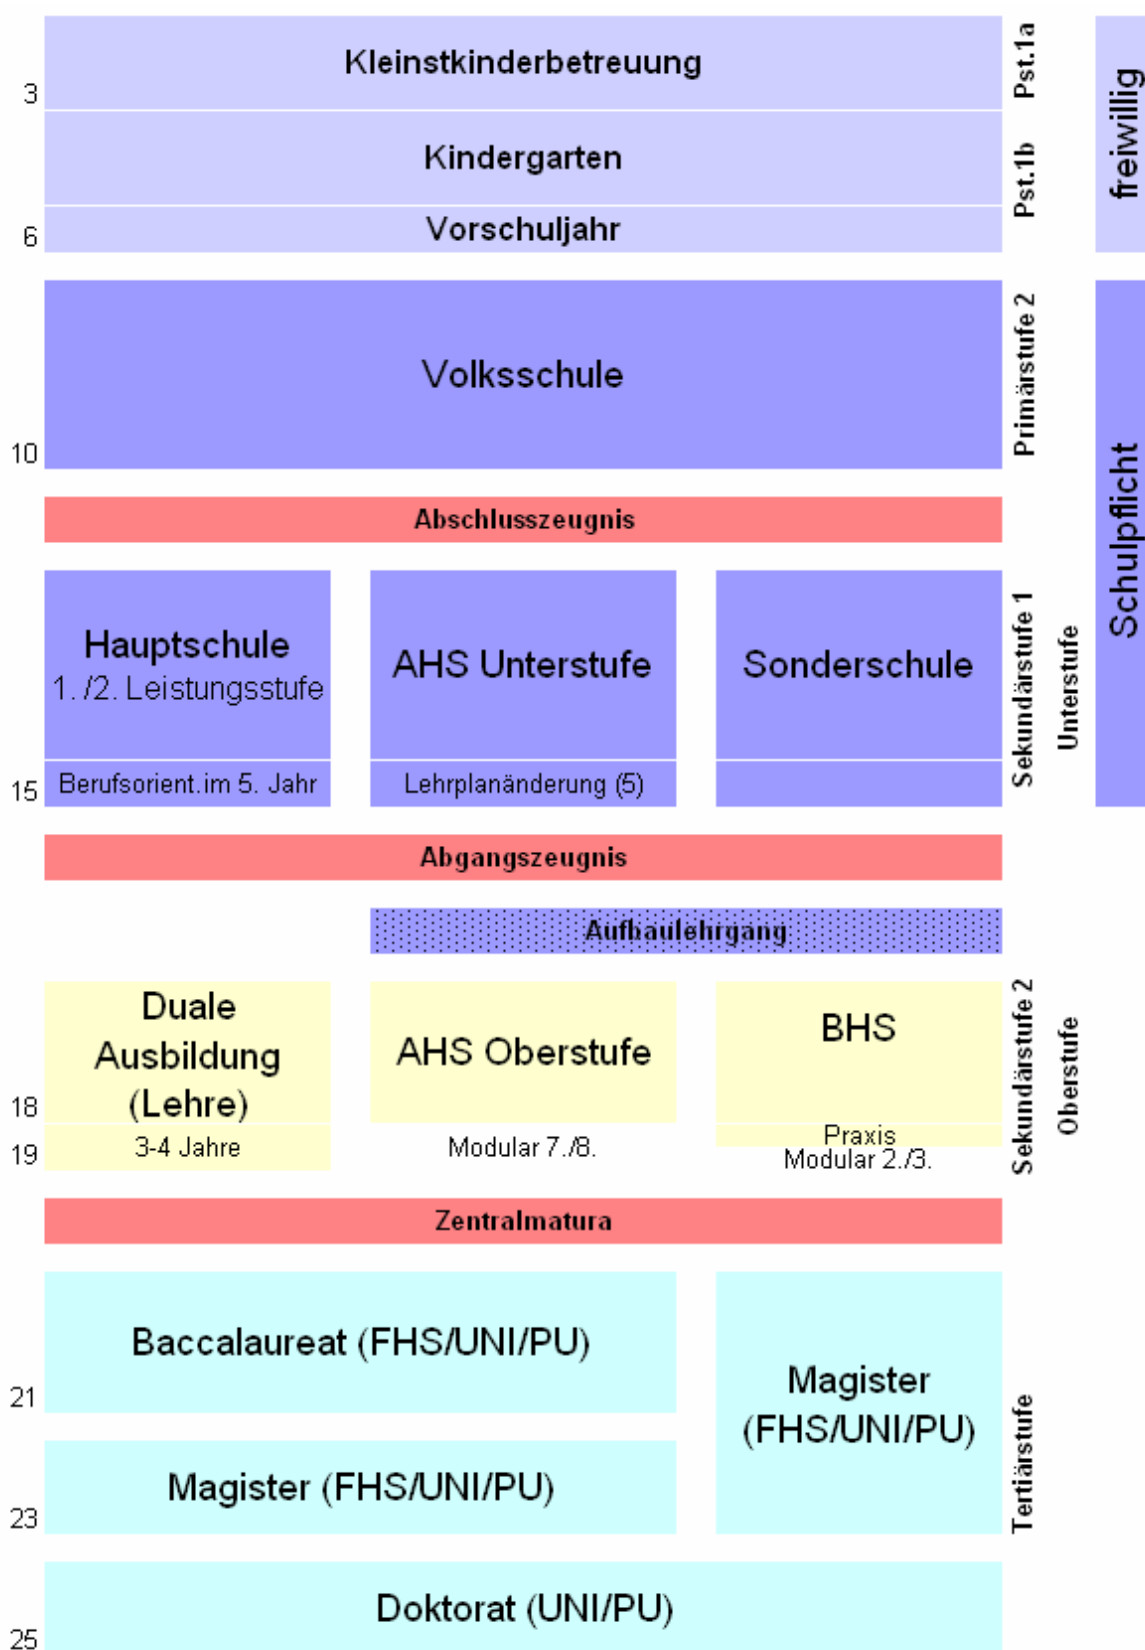 Kleinstkinderbetreuung
Pst.1a
freiwillig
3
Kindergarten
Pst.1b
Vorschuljahr
6
Volksschule
Primärstufe 2
Schulpflicht
10
Abschlusszeugnis
Hauptschule
1. /2. Leistungsstufe
AHS Unterstufe
Sonderschule
Sekundärstufe 1
Unterstufe
15
Berufsorient.im 5. Jahr
Lehrplanänderung (5)
Abgangszeugnis
Aufbaulehrgang
Duale
Ausbildung
(Lehre)
AHS Oberstufe
BHS
Sekundärstufe 2
Oberstufe
18
19
3-4 Jahre
Modular 7./8.
Praxis
Modular 2./3.
Zentralmatura
Baccalaureat (FHS/UNI/PU)
21
Magister
(FHS/UNI/PU)
Tertiärstufe
Magister (FHS/UNI/PU)
23
Doktorat (UNI/PU)
25